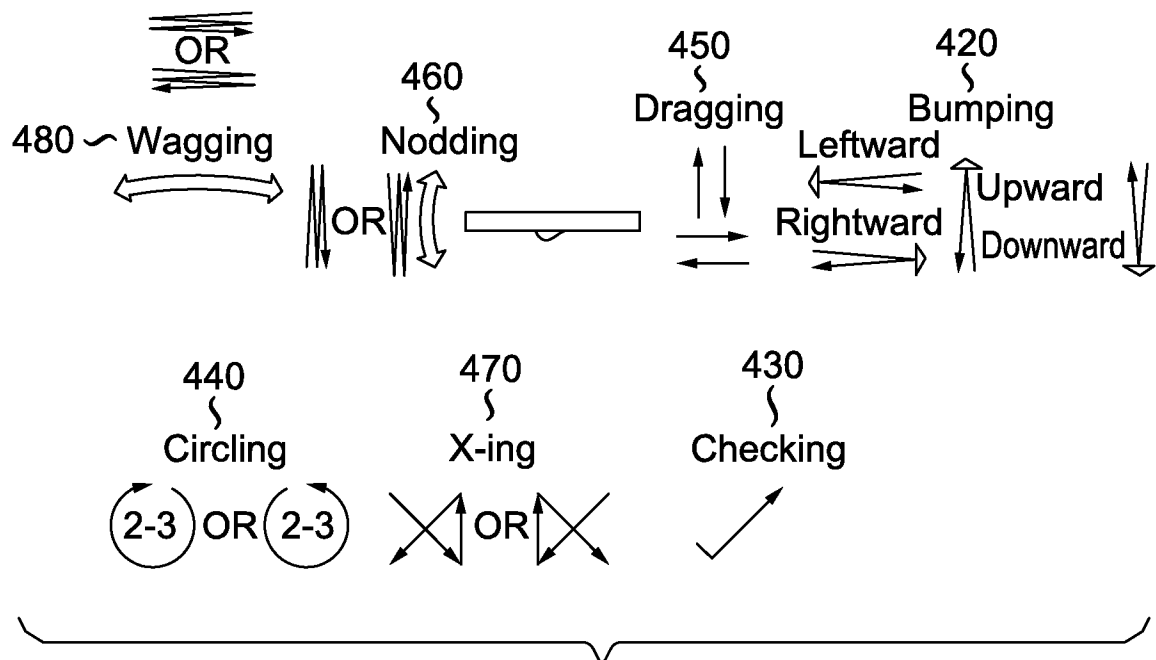 OR
480 Wagging
460
Nodding
OR
450
Dragging
420
Bumping
Leftward
Rightward
Upward
Downward
440
Circling
2-3 OR 2-3
470
X-ing
OR
430
Checking